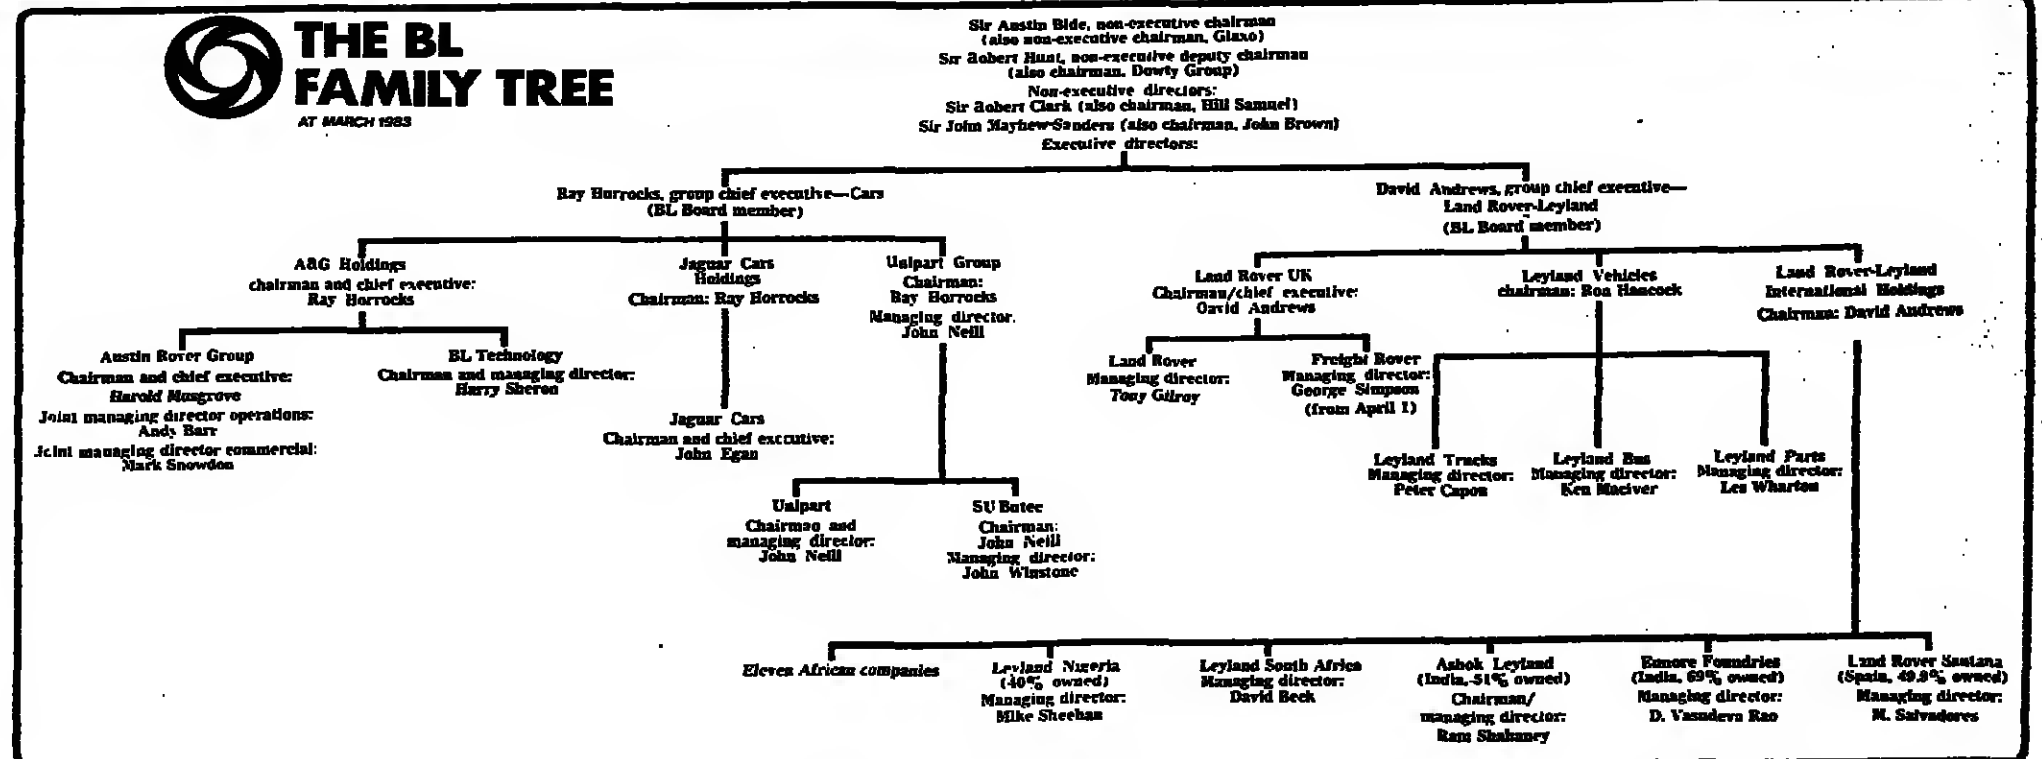 THE BL
FAMILY TREE
AT MARCH 1983
Sir Austin Bide, non-executive chairman
(also non-executive chairman, Glaxo)
Sir Robert Hunt, non-executive deputy chairman
(also chairman, Dowty Group)
Non-executive directors:
Sir Robert Clark (also chairman, Hill Samuel)
Sir John Mayhew-Sanders (also chairman, John Brown)
Executive directors:
Ray Horrocks, group chief executive—Cars
(BL Board member)
David Andrews, group chief executive—
Land Rover-Leyland
(BL Board member)
A&G Holdings
chairman and chief executive:
Ray Horrocks
Jaguar Cars
Holdings
Chairman: Ray Horrocks
Unipart Group
Chairman:
Ray Horrocks
Managing director.
John Neill
Land Rover UK
Chairman/chief executive:
David Andrews
Leyland Vehicles
chairman: Ron Hancock
Land Rover-Leyland
International Holdings
Chairman: David Andrews
Austin Rover Group
Chairman and chief executive:
Harold Musgrove
Joint managing director operations:
Andy Barr
Joint managing director commercial:
Mark Snowdon
BL Technology
Chairman and managing director:
Harry Sheron
Jaguar Cars
Chairman and chief executive:
John Egan
Unipart
Chairman and
managing director:
John Neill
SU Butec
Chairman:
John Neill
Managing director:
John Winstone
Land Rover
Managing director:
Tony Gilroy
Freight Rover
Managing director:
George Simpson
(from April 1)
Leyland Trucks
Managing director:
Peter Capon
Leyland Bus
Managing director:
Ken Maciver
Leyland Parts
Managing director:
Les Wharton
Eleven African companies
Leyland Nigeria
(40% owned)
Managing director:
Mike Sheehan
Leyland South Africa
Managing director:
David Beck
Ashok Leyland
(India, 51% owned)
Chairman/
managing director:
Ram Shahaney
Ennore Foundries
(India, 69% owned)
Managing director:
D. Vasudeva Rao
Land Rover Santana
(Spain, 49.9% owned)
Managing director:
M. Salvadores